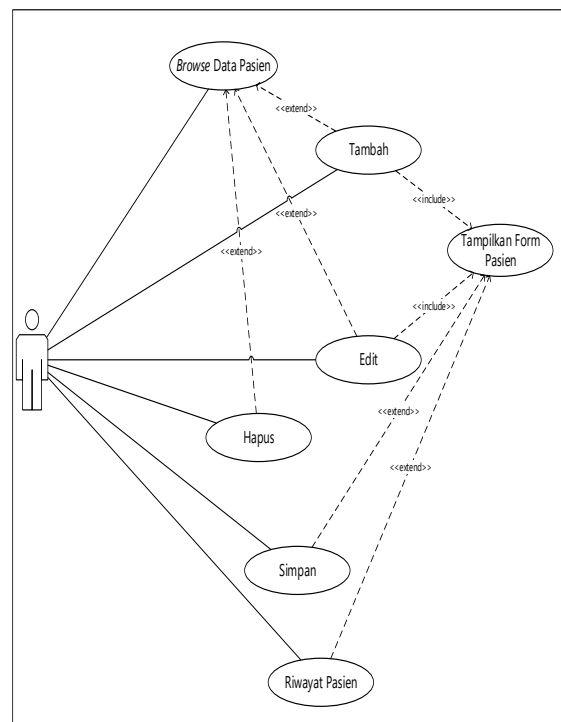 Browse Data Pasien
<<extend>>
Tambah
<<include>>
<<extend>>
Tampilkan Form
Pasien
<<extend>>
<<include>>
Edit
<<extend>>
Hapus
<<extend>>
Simpan
Riwayat Pasien